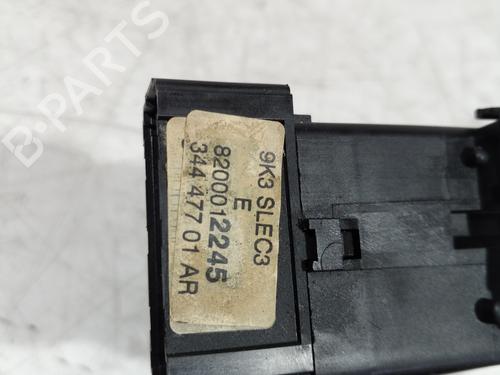 9K3 SLEC3
E
8200012245
344 477 01 AR
B-PARTS